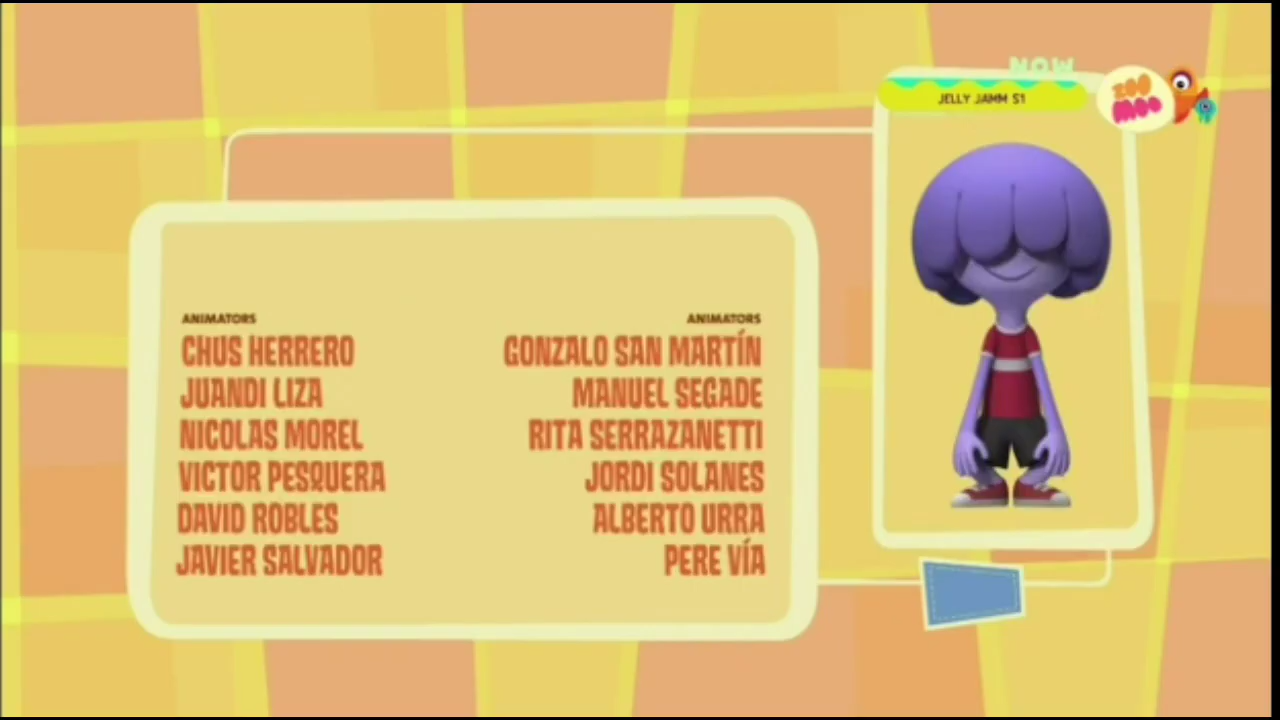 NOW
JELLY JAMM S1
ZOO
MOO
ANIMATORS
CHUS HERRERO
JUANDI LIZA
NICOLAS MOREL
VICTOR PESQUERA
DAVID ROBLES
JAVIER SALVADOR
ANIMATORS
GONZALO SAN MARTÍN
MANUEL SEGADE
RITA SERRAZANETTI
JORDI SOLANES
ALBERTO URRA
PERE VÍA